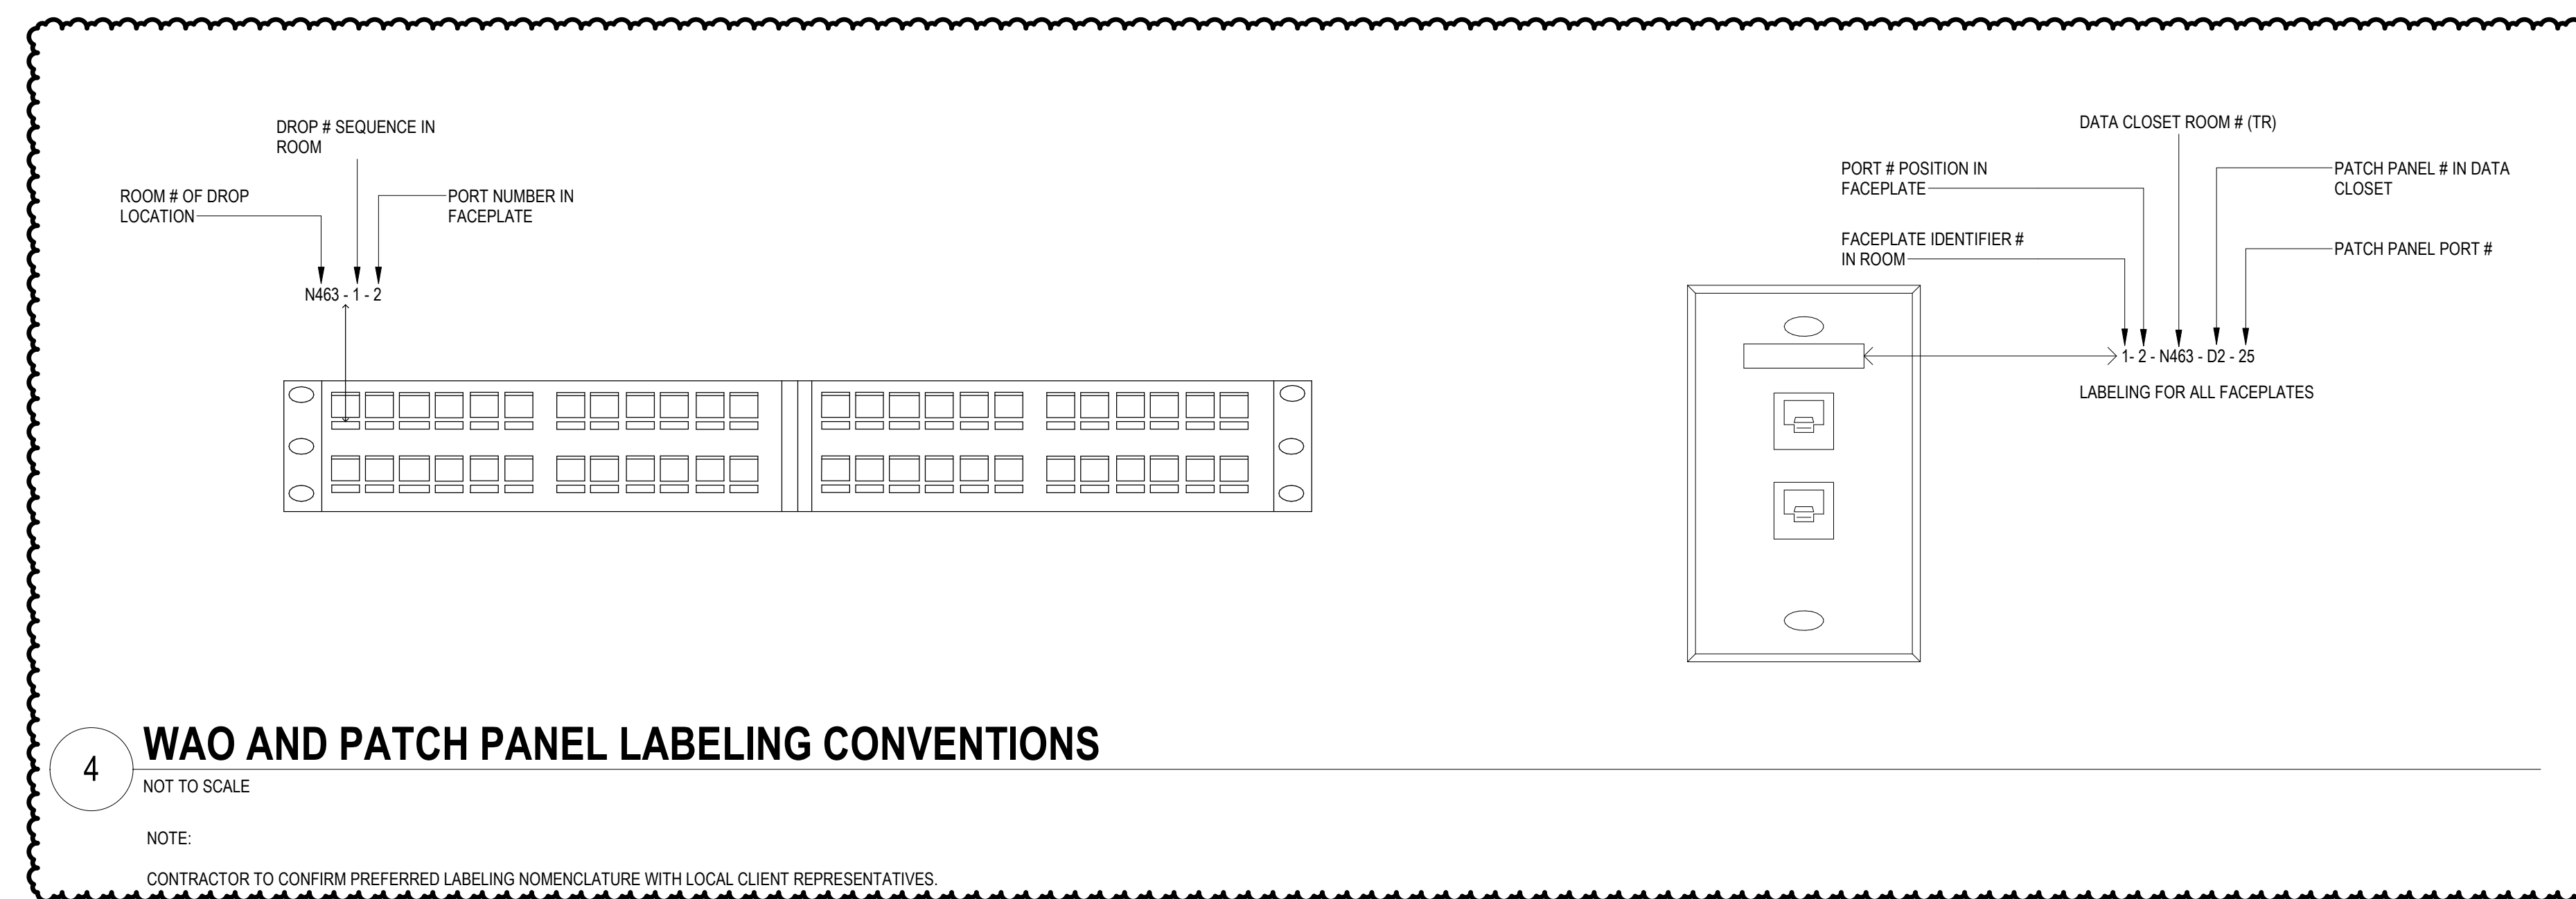 DROP # SEQUENCE IN
ROOM
ROOM # OF DROP
LOCATION
PORT NUMBER IN
FACEPLATE
N463 - 1 - 2
DATA CLOSET ROOM # (TR)
PORT # POSITION IN
FACEPLATE
PATCH PANEL # IN DATA
CLOSET
FACEPLATE IDENTIFIER #
IN ROOM
PATCH PANEL PORT #
1- 2 - N463 - D2 - 25
LABELING FOR ALL FACEPLATES
4
WAO AND PATCH PANEL LABELING CONVENTIONS
NOT TO SCALE
NOTE:
CONTRACTOR TO CONFIRM PREFERRED LABELING NOMENCLATURE WITH LOCAL CLIENT REPRESENTATIVES.